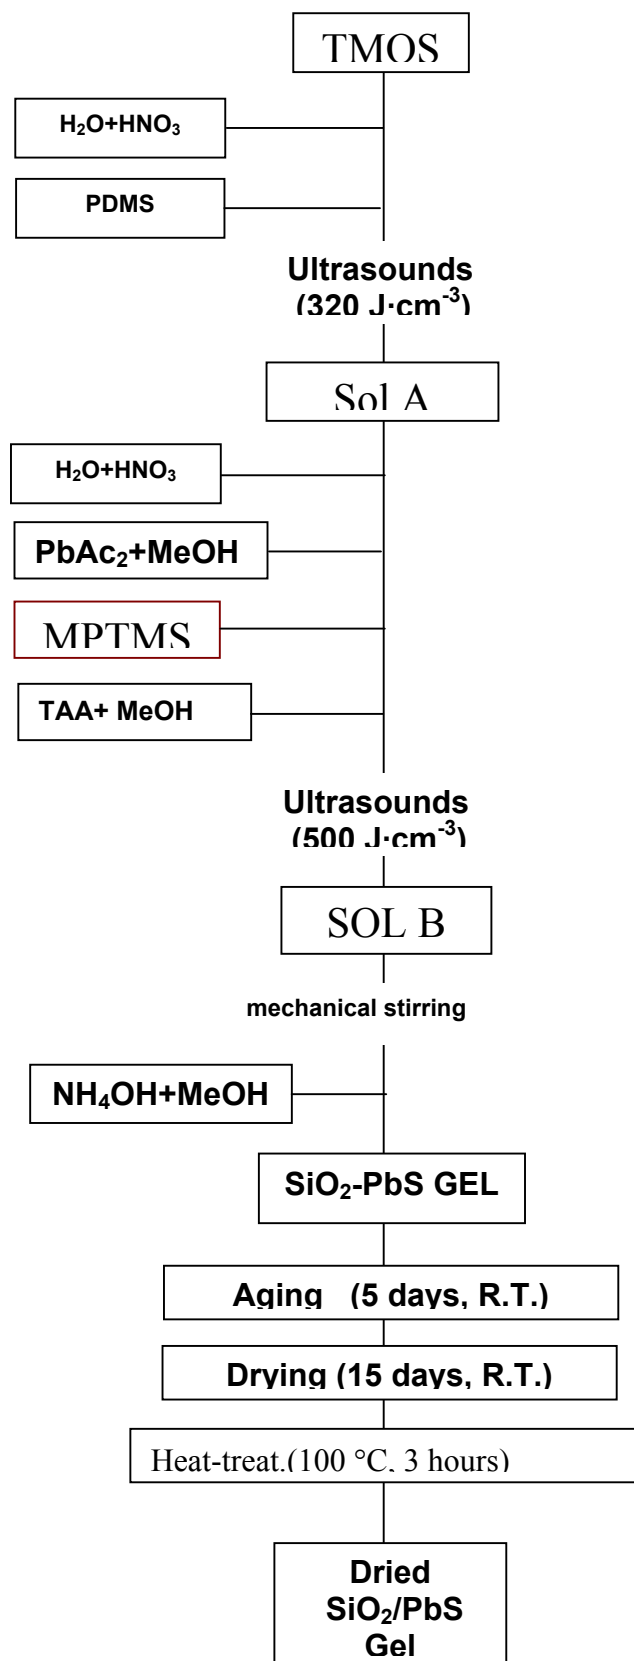 TMOS
H₂O+HNO₃
PDMS
Ultrasounds
(320 J·cm⁻³)
Sol A
H₂O+HNO₃
PbAc₂+MeOH
MPTMS
TAA+ MeOH
Ultrasounds
(500 J·cm⁻³)
SOL B
mechanical stirring
NH₄OH+MeOH
SiO₂-PbS GEL
Aging (5 days, R.T.)
Drying (15 days, R.T.)
Heat-treat.(100 °C, 3 hours)
Dried
SiO₂/PbS
Gel